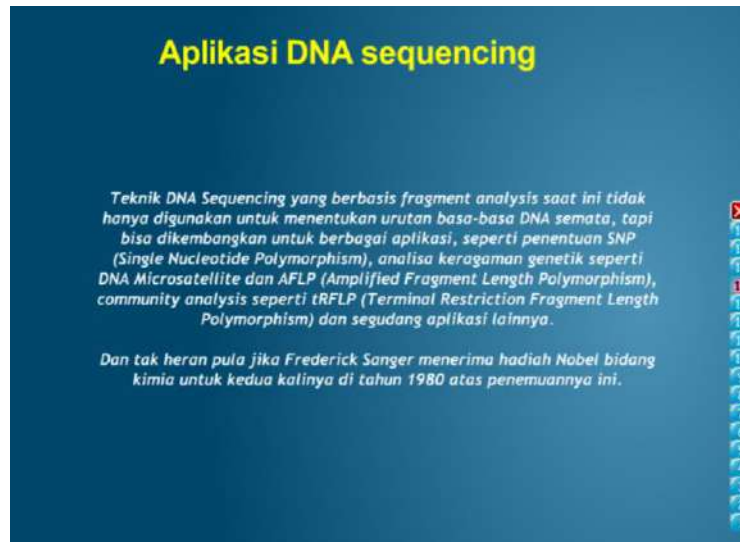 Aplikasi DNA sequencing
Teknik DNA Sequencing yang berbasis fragment analysis saat ini tidak
hanya digunakan untuk menentukan urutan basa-basa DNA semata, tapi
bisa dikembangkan untuk berbagai aplikasi, seperti penentuan SNP
(Single Nucleotide Polymorphism), analisa keragaman genetik seperti
DNA Microsatellite dan AFLP (Amplified Fragment Length Polymorphism),
community analysis seperti tRFLP (Terminal Restriction Fragment Length
Polymorphism) dan segudang aplikasi lainnya.
Dan tak heran pula jika Frederick Sanger menerima hadiah Nobel bidang
kimia untuk kedua kalinya di tahun 1980 atas penemuannya ini.